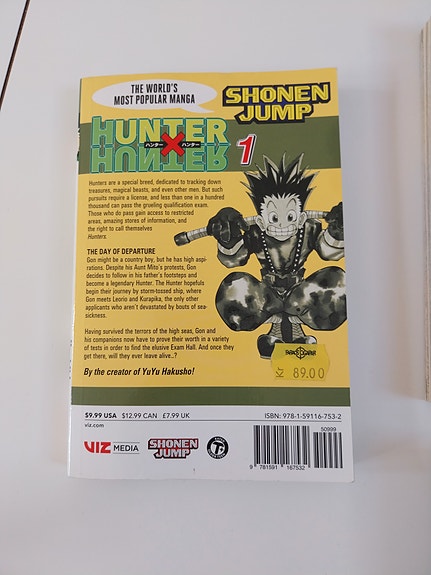 THE WORLD'S
MOST POPULAR MANGA
SHONEN
JUMP
HUNTER
ハンター × ハンター
HUNTER
1
Hunters are a special breed, dedicated to tracking down
treasures, magical beasts, and even other men. But such
pursuits require a license, and less than one in a hundred
thousand can pass the grueling qualification exam.
Those who do pass gain access to restricted
areas, amazing stores of information, and
the right to call themselves
Hunters.
THE DAY OF DEPARTURE
Gon might be a country boy, but he has high aspi-
rations. Despite his Aunt Mito's protests, Gon
decides to follow in his father's footsteps and
become a legendary Hunter. The Hunter hopefuls
begin their journey by storm-tossed ship, where
Gon meets Leorio and Kurapika, the only other
applicants who aren't devastated by bouts of sea-
sickness.
Having survived the terrors of the high seas, Gon and
his companions now have to prove their worth in a variety
of tests in order to find the elusive Exam Hall. And once they
get there, will they ever leave alive..?
By the creator of YuYu Hakusho!
89.00
$9.99 USA $12.99 CAN £7.99 UK
ISBN: 978-1-59116-753-2
viz.com
50999
VIZ MEDIA
SHONEN
JUMP
T
9 781591 167532